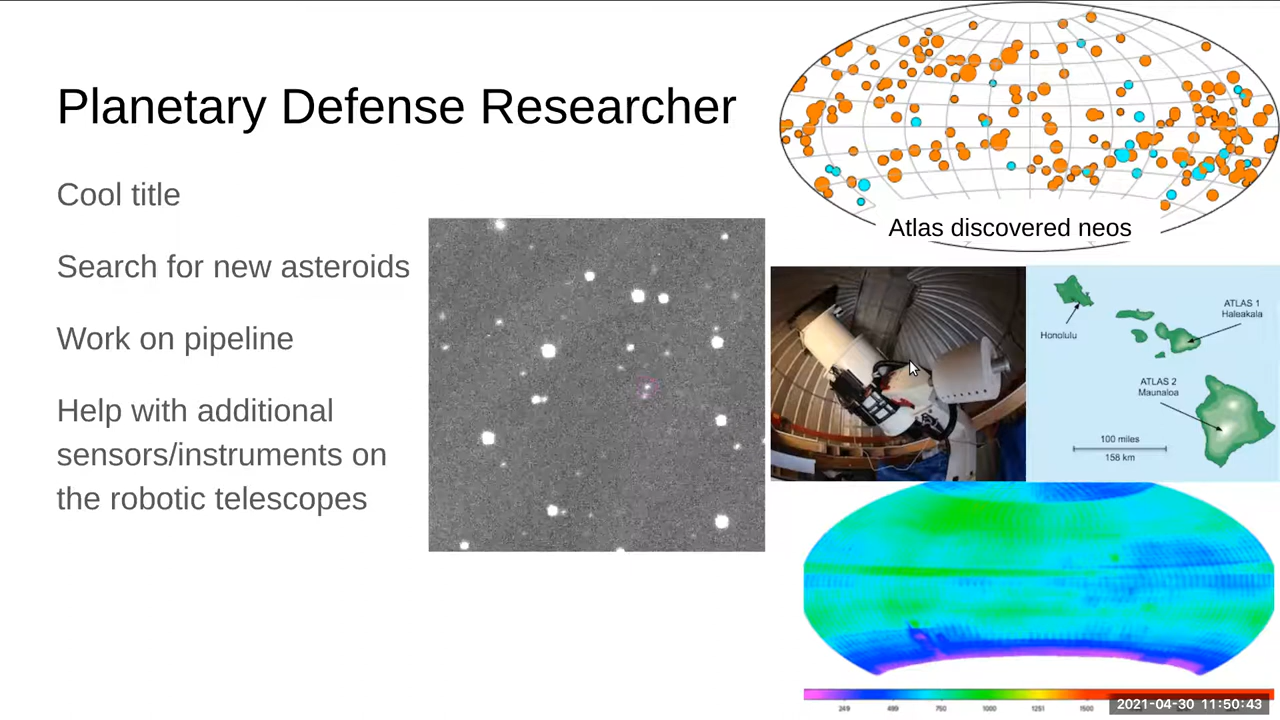 Planetary Defense Researcher
Cool title
Search for new asteroids
Work on pipeline
Help with additional
sensors/instruments on
the robotic telescopes
Atlas discovered neos
ATLAS 1
Haleakala
Honolulu
ATLAS 2
Maunaloa
100 miles
158 km
249 499 750 1000 1251 1500
2021-04-30 11:50:43